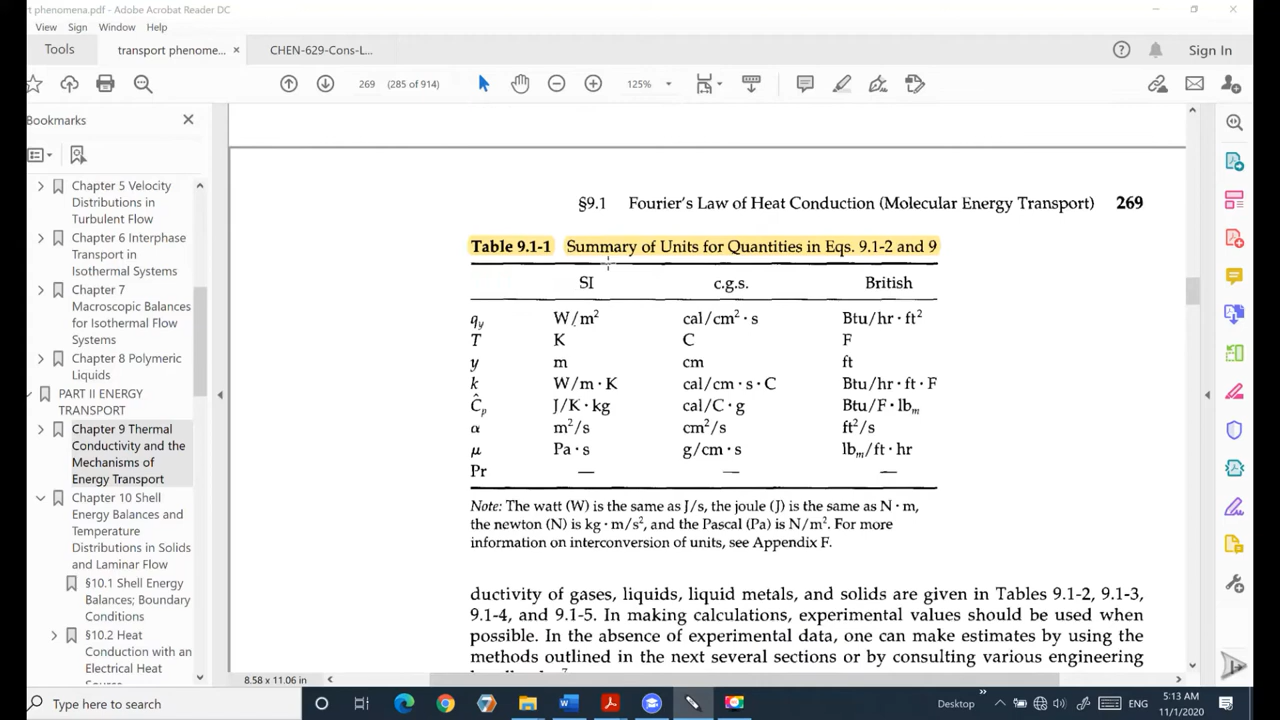 rt phenomena.pdf - Adobe Acrobat Reader DC
View Sign Window Help
Tools transport phenome... × CHEN-629-Cons-L... Sign In
269 (285 of 914) 125%
Bookmarks
Chapter 5 Velocity
Distributions in
Turbulent Flow
Chapter 6 Interphase
Transport in
Isothermal Systems
Chapter 7
Macroscopic Balances
for Isothermal Flow
Systems
Chapter 8 Polymeric
Liquids
PART II ENERGY
TRANSPORT
Chapter 9 Thermal
Conductivity and the
Mechanisms of
Energy Transport
Chapter 10 Shell
Energy Balances and
Temperature
Distributions in Solids
and Laminar Flow
§10.1 Shell Energy
Balances; Boundary
Conditions
§10.2 Heat
Conduction with an
Electrical Heat
§9.1 Fourier's Law of Heat Conduction (Molecular Energy Transport) 269
Table 9.1-1 Summary of Units for Quantities in Eqs. 9.1-2 and 9
SI c.g.s. British
q_y W/m² cal/cm² · s Btu/hr · ft²
T K C F
y m cm ft
k W/m · K cal/cm · s · C Btu/hr · ft · F
Ĉ_p J/K · kg cal/C · g Btu/F · lb_m
α m²/s cm²/s ft²/s
μ Pa · s g/cm · s lb_m/ft · hr
Pr — — —
Note: The watt (W) is the same as J/s, the joule (J) is the same as N · m,
the newton (N) is kg · m/s², and the Pascal (Pa) is N/m². For more
information on interconversion of units, see Appendix F.
ductivity of gases, liquids, liquid metals, and solids are given in Tables 9.1-2, 9.1-3,
9.1-4, and 9.1-5. In making calculations, experimental values should be used when
possible. In the absence of experimental data, one can make estimates by using the
methods outlined in the next several sections or by consulting various engineering
8.58 x 11.06 in
Type here to search
Desktop » ENG
5:13 AM
11/1/2020